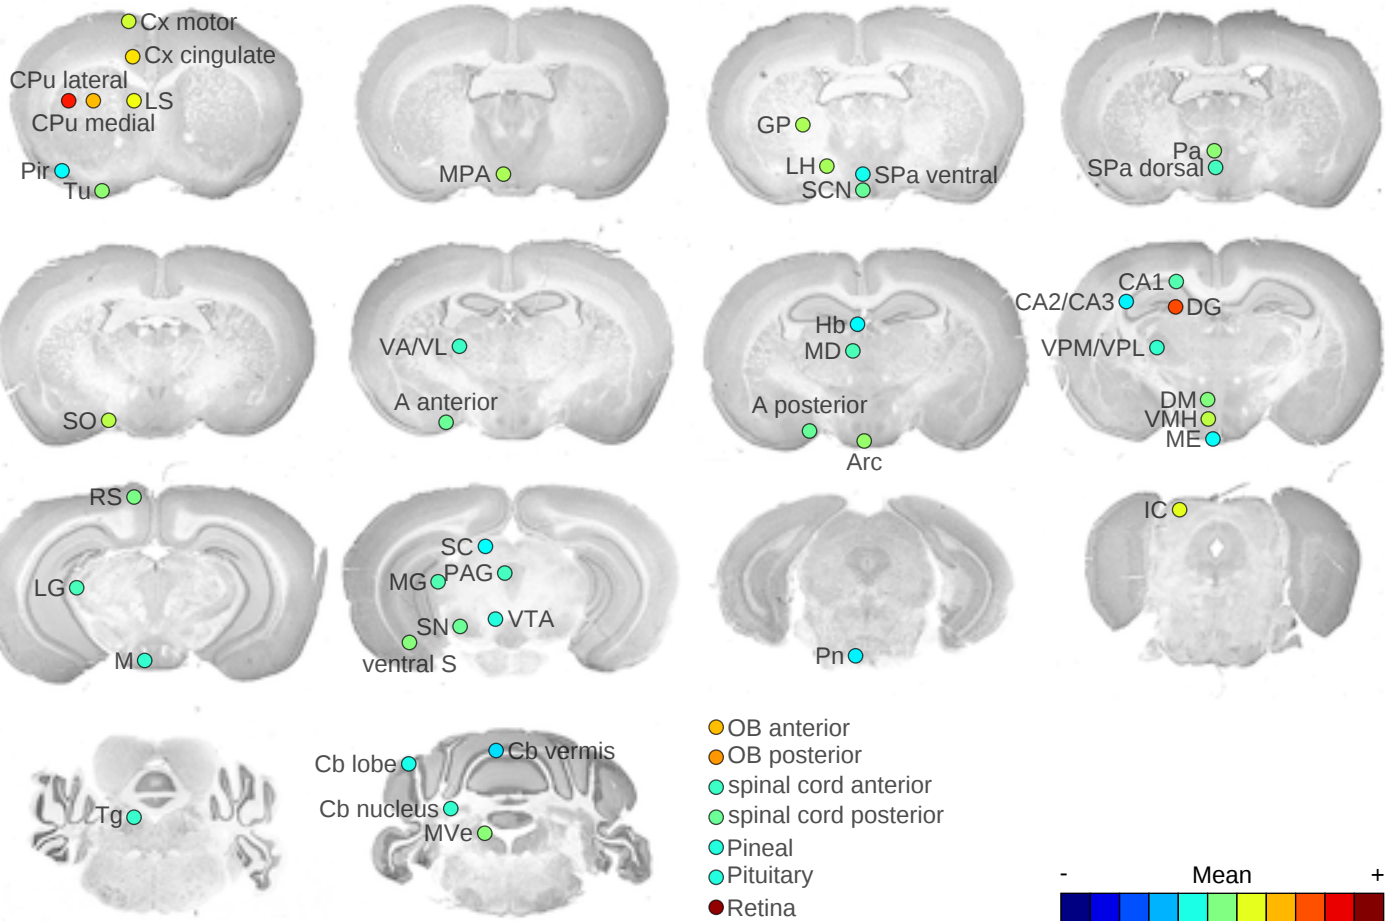 Cx motor
Cx cingulate
CPu lateral
LS
CPu medial
Pir
Tu
MPA
GP
LH
SPa ventral
SCN
Pa
SPa dorsal
SO
VA/VL
A anterior
Hb
MD
A posterior
Arc
CA1
CA2/CA3
DG
VPM/VPL
DM
VMH
ME
RS
LG
M
SC
MG
PAG
SN
VTA
ventral S
Pn
IC
Tg
Cb lobe
Cb vermis
Cb nucleus
MVe
OB anterior
OB posterior
spinal cord anterior
spinal cord posterior
Pineal
Pituitary
Retina
- Mean +